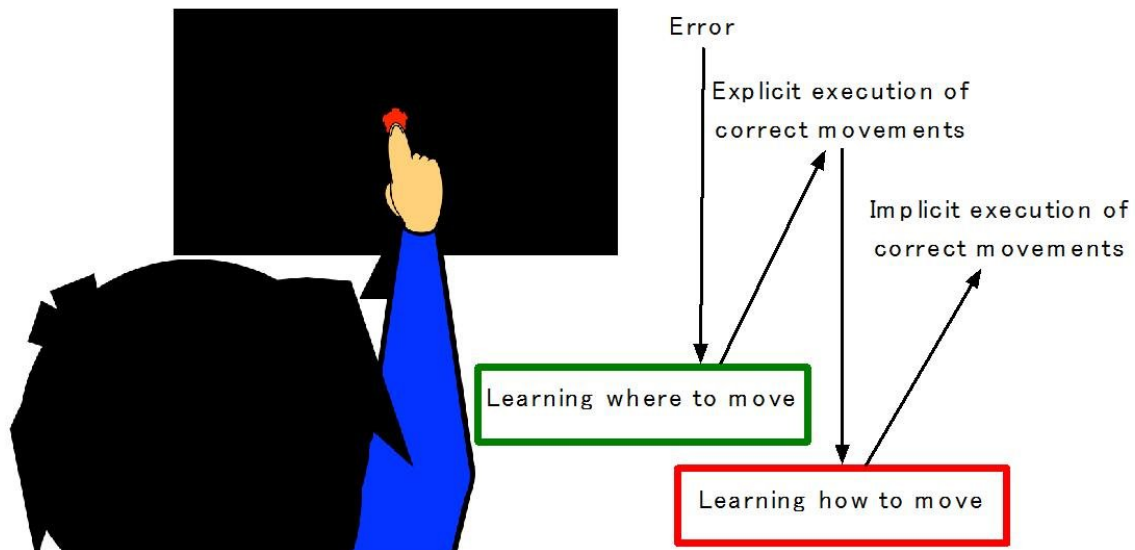 Error
Explicit execution of
correct movements
Implicit execution of
correct movements
Learning where to move
Learning how to move